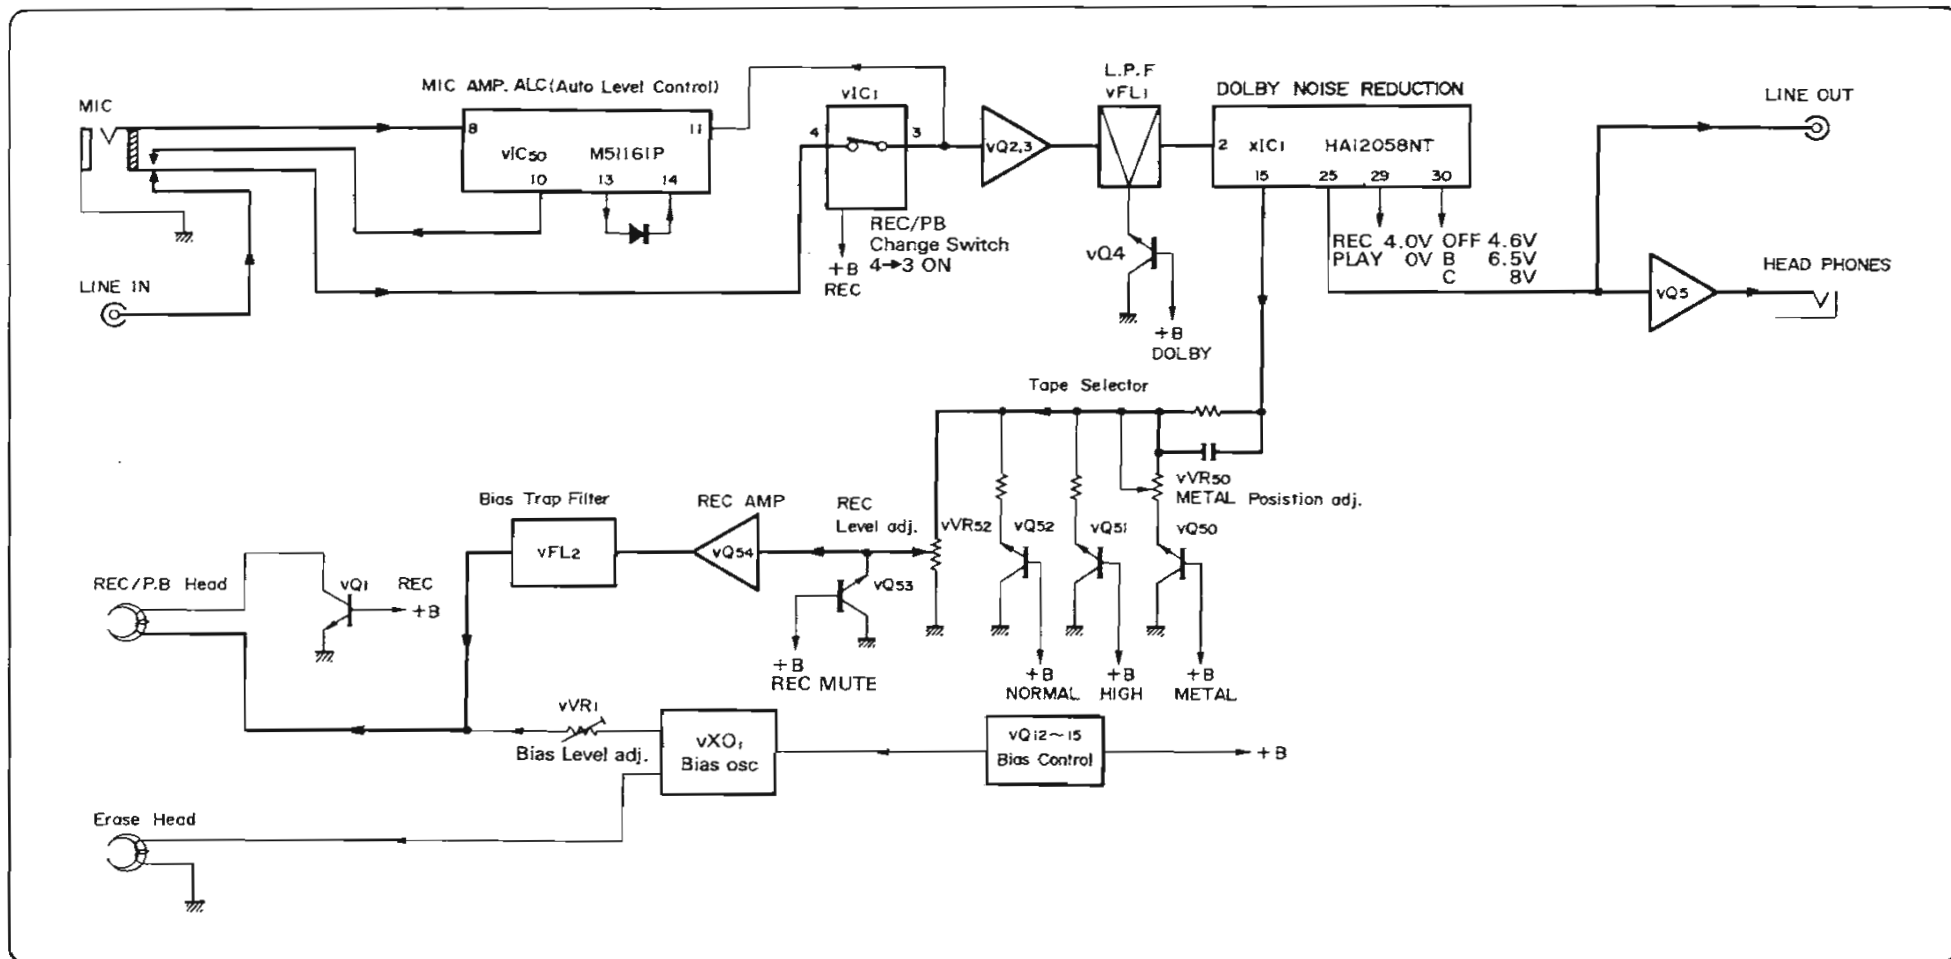 MIC AMP. ALC (Auto Level Control)
MIC
8
11
vIC50
M51161P
10
13
14
LINE IN
vIC1
4
3
+B
REC
REC/PB
Change Switch
4→3 ON
vQ2,3
L.P.F
vFL1
vQ4
+B
DOLBY
DOLBY NOISE REDUCTION
2
xIC1
HA12058NT
15
25
29
30
REC 4.0V OFF 4.6V
PLAY 0V B 6.5V
C 8V
LINE OUT
HEAD PHONES
vQ5
Tape Selector
vVR50
METAL Posistion adj.
vQ52
vQ51
vQ50
+B
NORMAL
+B
HIGH
+B
METAL
REC
Level adj.
vVR52
vQ53
+B
REC MUTE
REC AMP
vQ54
Bias Trap Filter
vFL2
REC/P.B Head
vQ1
REC
+B
vVR1
Bias Level adj.
vXO1
Bias osc
vQ12~15
Bias Control
+B
Erase Head